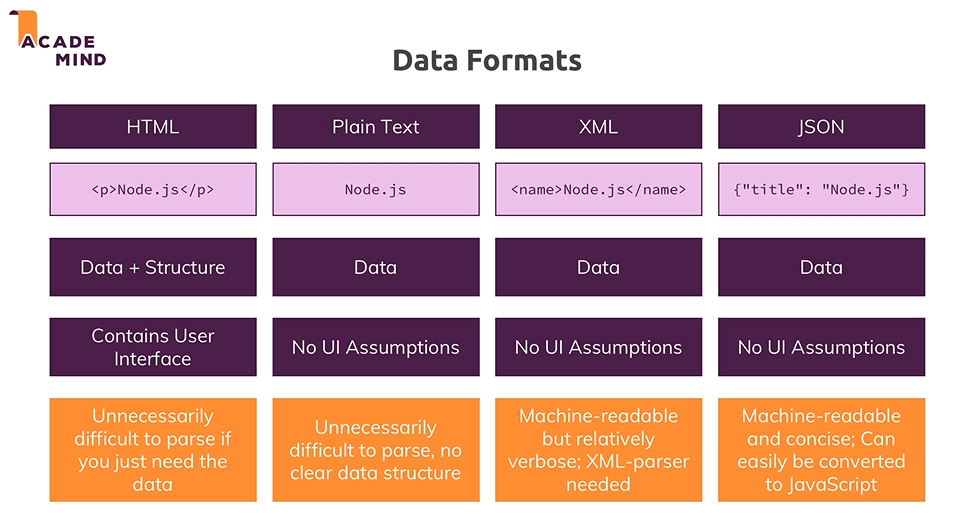 ACADE
MIND
Data Formats
HTML
Plain Text
XML
JSON
<p>Node.js</p>
Node.js
<name>Node.js</name>
{"title": "Node.js"}
Data + Structure
Data
Data
Data
Contains User
Interface
No UI Assumptions
No UI Assumptions
No UI Assumptions
Unnecessarily
difficult to parse if
you just need the
data
Unnecessarily
difficult to parse, no
clear data structure
Machine-readable
but relatively
verbose; XML-parser
needed
Machine-readable
and concise; Can
easily be converted
to JavaScript